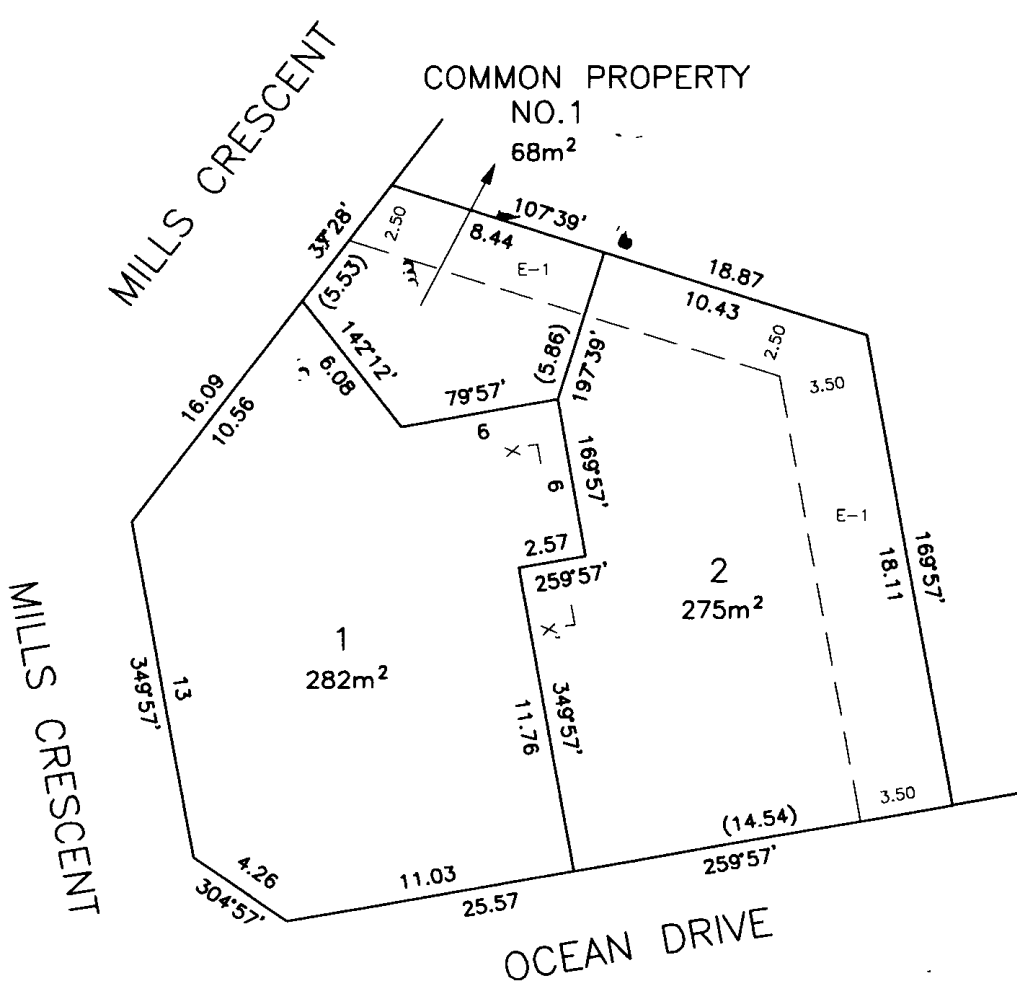 MILLS CRESCENT
COMMON PROPERTY
NO.1
68m²
107°39'
8.44
2.50
E-1
(5.53)
18.87
10.43
2.50
3.50
142°12'
6.08
(5.86)
197°39'
79°57'
6
16.09
10.56
X
6
169°57'
2.57
259°57'
X
E-1
18.11
169°57'
2
275m²
1
282m²
MILLS CRESCENT
349°57'
13
11.76
349°57'
3.50
(14.54)
259°57'
4.26
304°57'
11.03
25.57
OCEAN DRIVE